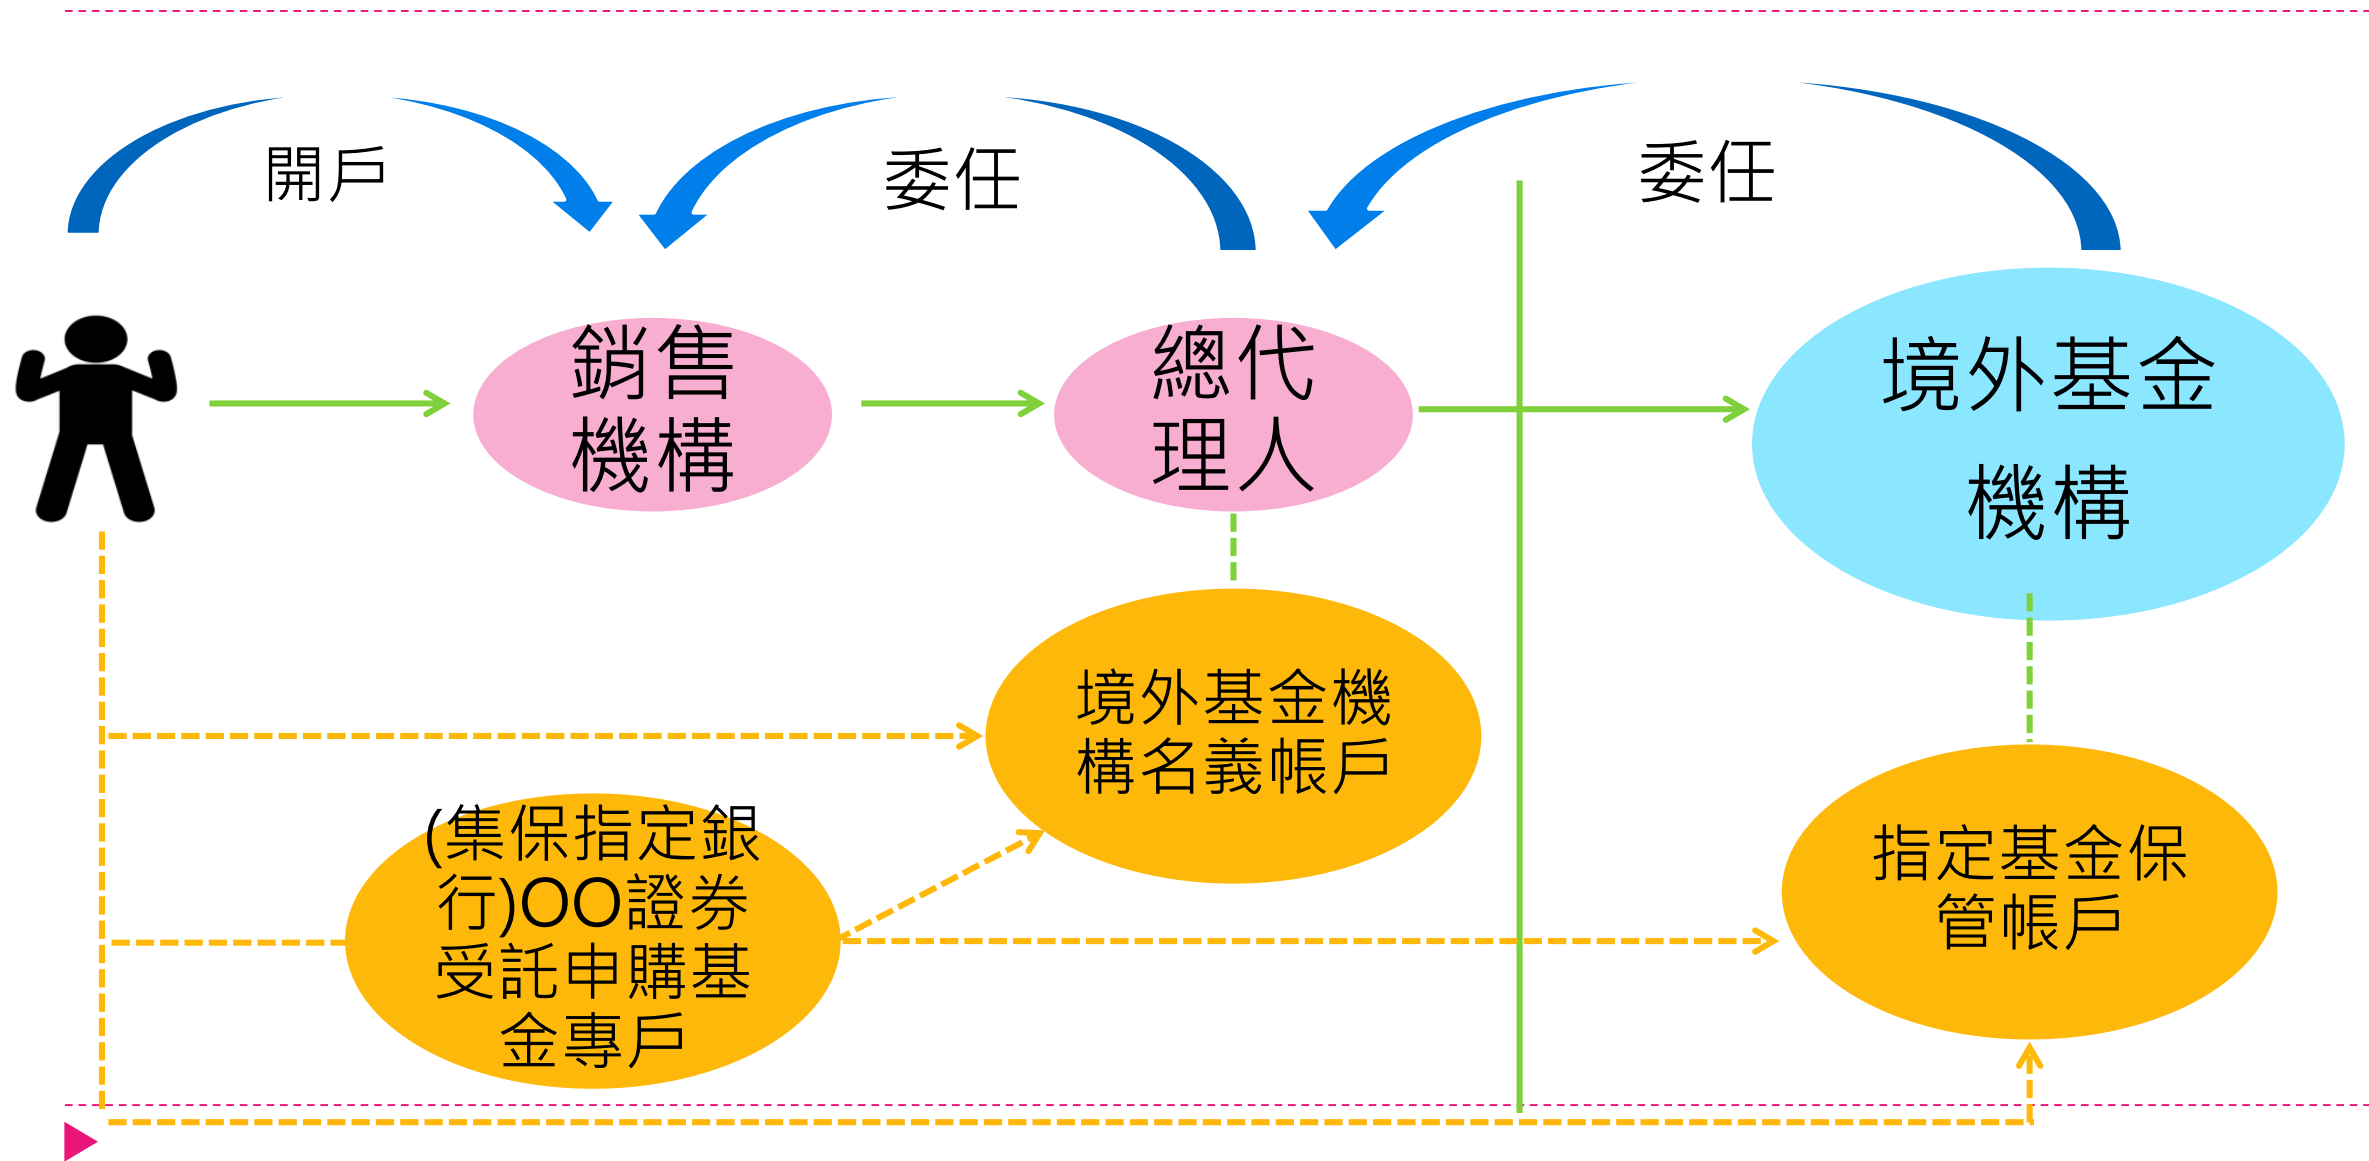 開戶
委任
委任
銷售
機構
總代
理人
境外基金
機構
境外基金機
構名義帳戶
(集保指定銀
行)OO證券
受託申購基
金專戶
指定基金保
管帳戶